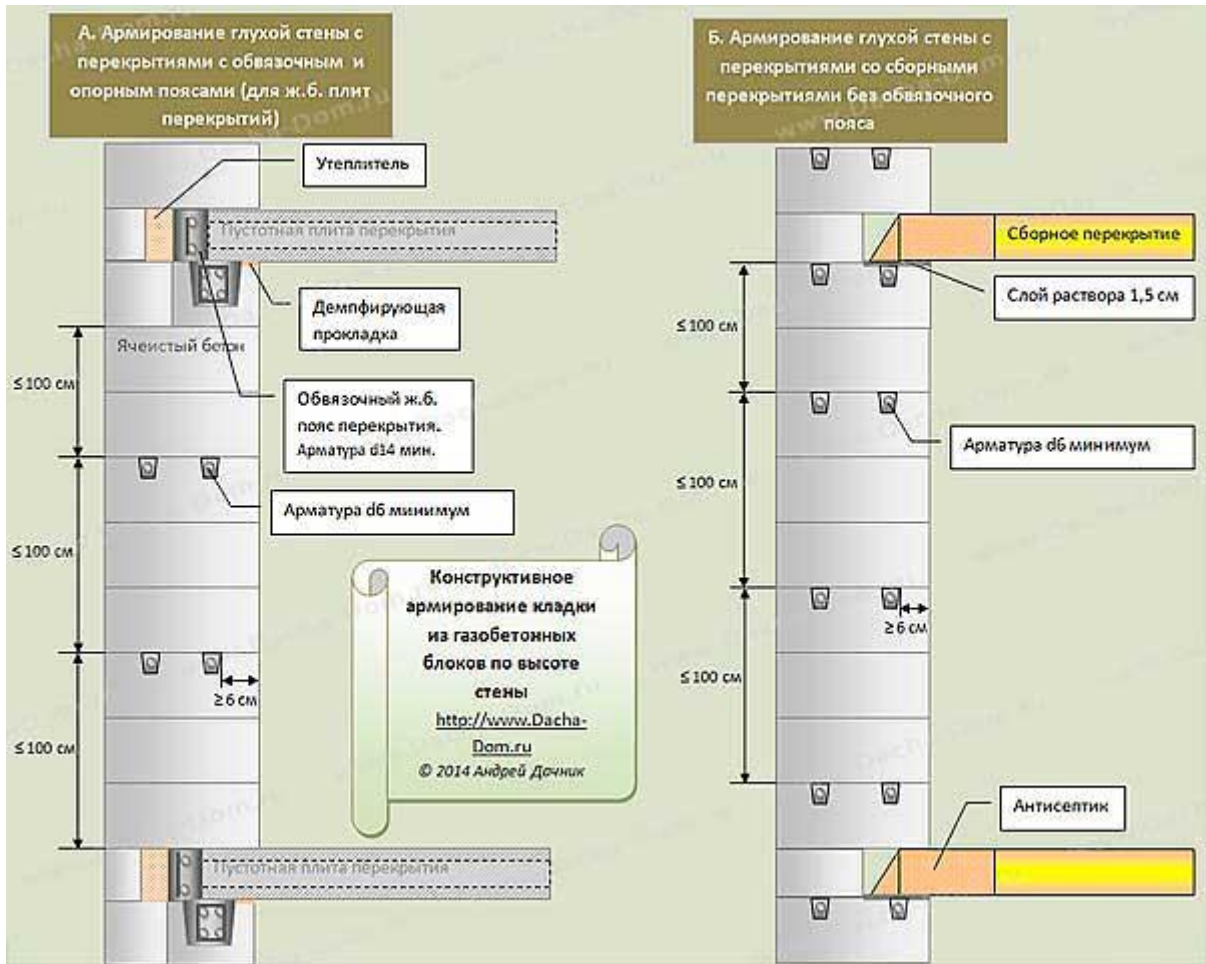 А. Армирование глухой стены с
перекрытиями с обвязочным и
опорным поясами (для ж.б. плит
перекрытий)
Утеплитель
Пустотная плита перекрытия
Демпфирующая
прокладка
Ячеистый бетон
≤100 см
Обвязочный ж.б.
пояс перекрытия.
Арматура d14 мин.
Арматура d6 минимум
≤100 см
≥6 см
≤100 см
Пустотная плита перекрытия
Конструктивное
армирование кладки
из газобетонных
блоков по высоте
стены
http://www.Dacha-
Dom.ru
© 2014 Андрей Дачник
Б. Армирование глухой стены с
перекрытиями со сборными
перекрытиями без обвязочного
пояса
Сборное перекрытие
Слой раствора 1,5 см
≤100 см
Арматура d6 минимум
≤100 см
≥6 см
≤100 см
Антисептик